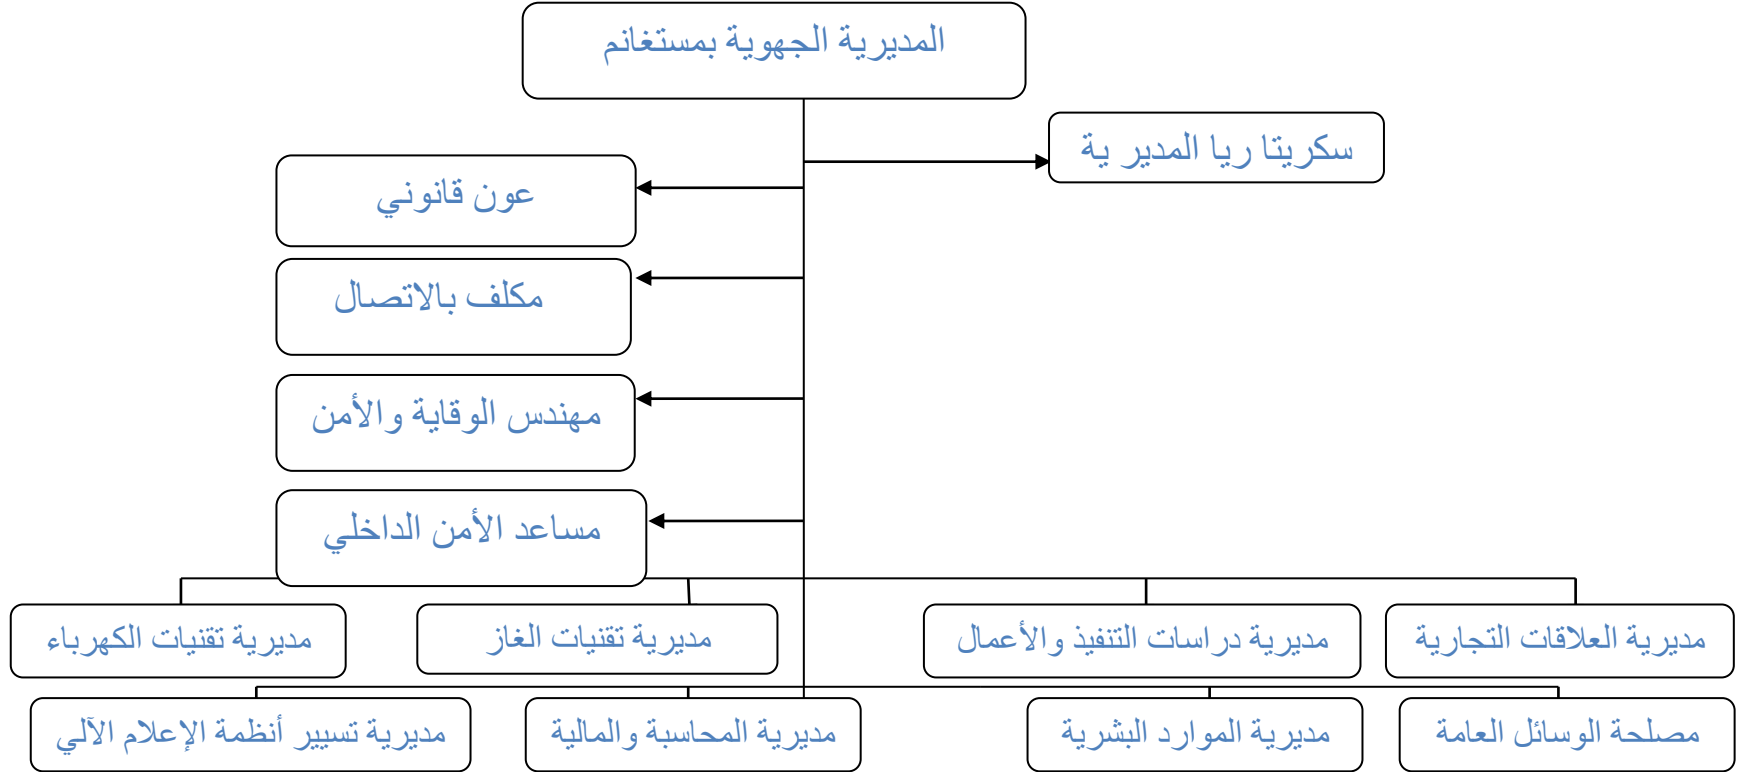 المديرية الجهوية بمستغانم
سكريتا ريا المدير ية
عون قانوني
مكلف بالاتصال
مهندس الوقاية والأمن
مساعد الأمن الداخلي
مديرية العلاقات التجارية
مديرية دراسات التنفيذ والأعمال
مديرية تقنيات الغاز
مديرية تقنيات الكهرباء
مصلحة الوسائل العامة
مديرية الموارد البشرية
مديرية المحاسبة والمالية
مديرية تسيير أنظمة الإعلام الآلي